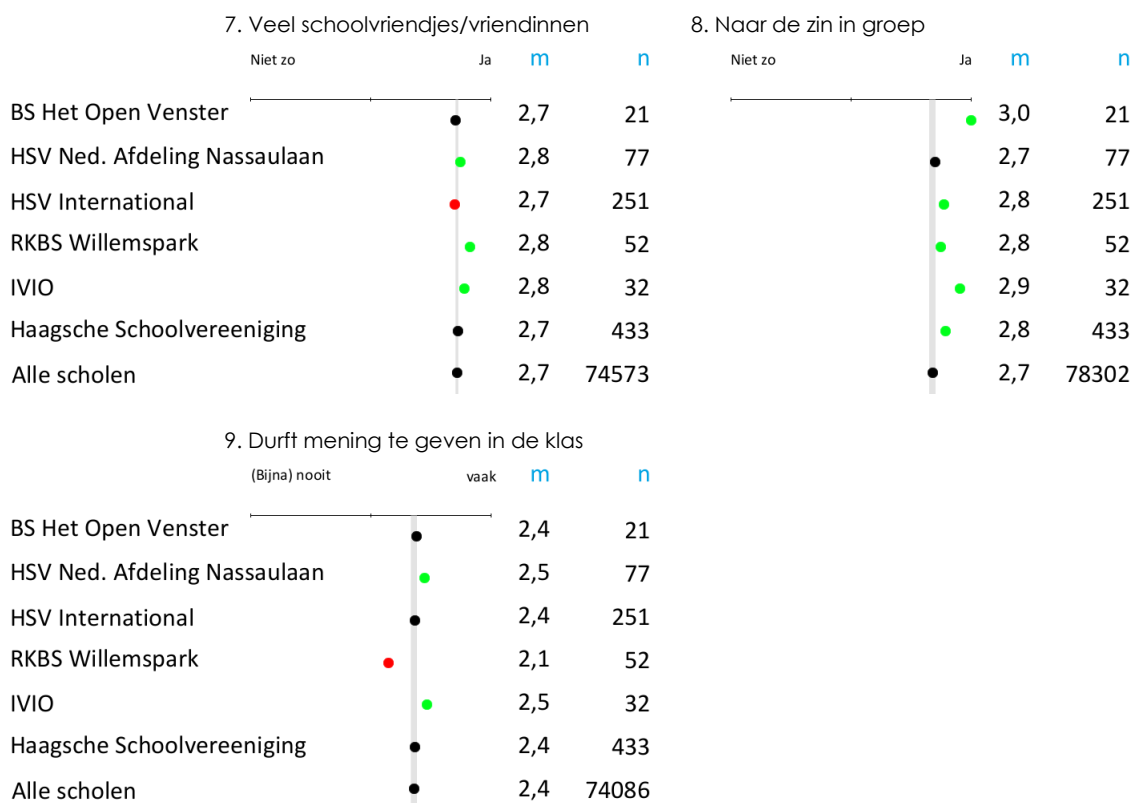 7. Veel schoolvriendjes/vriendinnen
Niet zo Ja m n
BS Het Open Venster 2,7 21
HSV Ned. Afdeling Nassaulaan 2,8 77
HSV International 2,7 251
RKBS Willemspark 2,8 52
IVIO 2,8 32
Haagsche Schoolvereeniging 2,7 433
Alle scholen 2,7 74573
8. Naar de zin in groep
Niet zo Ja m n
3,0 21
2,7 77
2,8 251
2,8 52
2,9 32
2,8 433
2,7 78302
9. Durft mening te geven in de klas
(Bijna) nooit vaak m n
BS Het Open Venster 2,4 21
HSV Ned. Afdeling Nassaulaan 2,5 77
HSV International 2,4 251
RKBS Willemspark 2,1 52
IVIO 2,5 32
Haagsche Schoolvereeniging 2,4 433
Alle scholen 2,4 74086